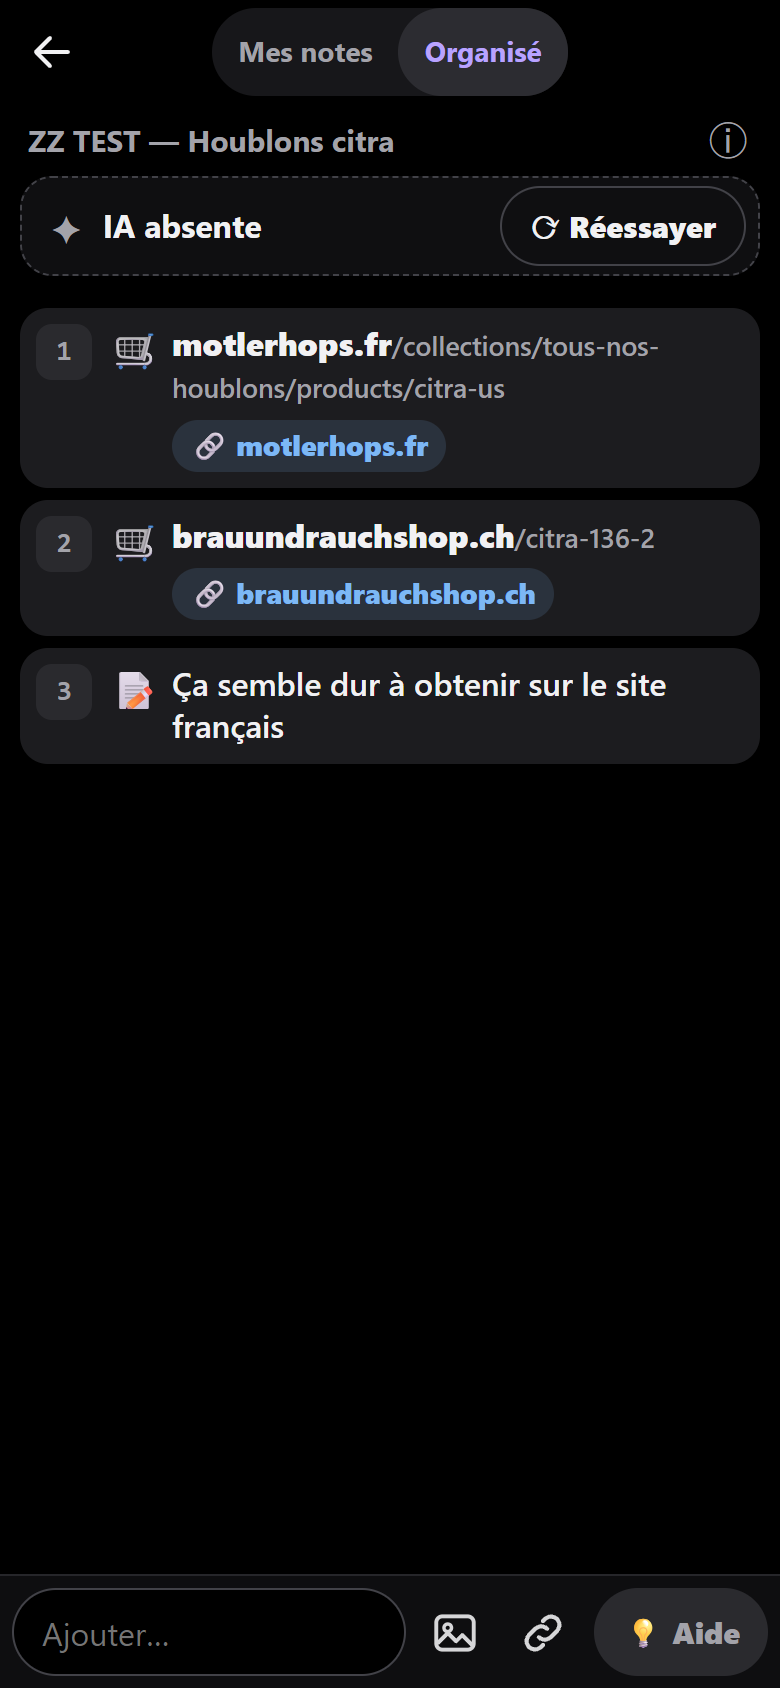 Mes notes
Organisé
ZZ TEST — Houblons citra
IA absente
Réessayer
1
motlerhops.fr/collections/tous-nos-
houblons/products/citra-us
motlerhops.fr
2
brauundrauchshop.ch/citra-136-2
brauundrauchshop.ch
3
Ça semble dur à obtenir sur le site
français
Ajouter...
Aide